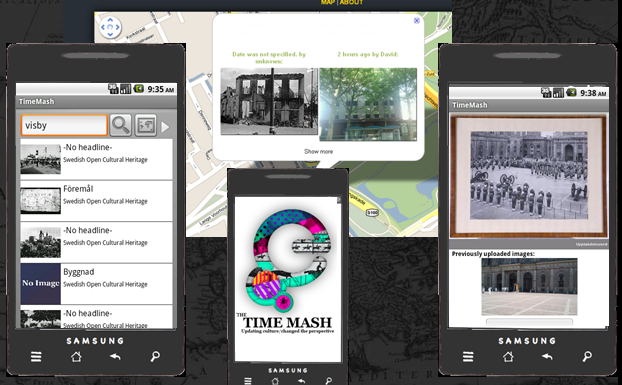 MAP | ABOUT
Date was not specified, by
unknown:
2 hours ago by David:
Show more
9:35 AM
TimeMash
visby
-No headline-
Swedish Open Cultural Heritage
Föremål
Swedish Open Cultural Heritage
-No headline-
Swedish Open Cultural Heritage
Byggnad
No Image
Swedish Open Cultural Heritage
-No headline-
Swedish Open Cultural Heritage
SAMSUNG
THE
TIME MASH
Updating culture/changed the perspective
SAMSUNG
9:38 AM
TimeMash
Previously uploaded images:
SAMSUNG